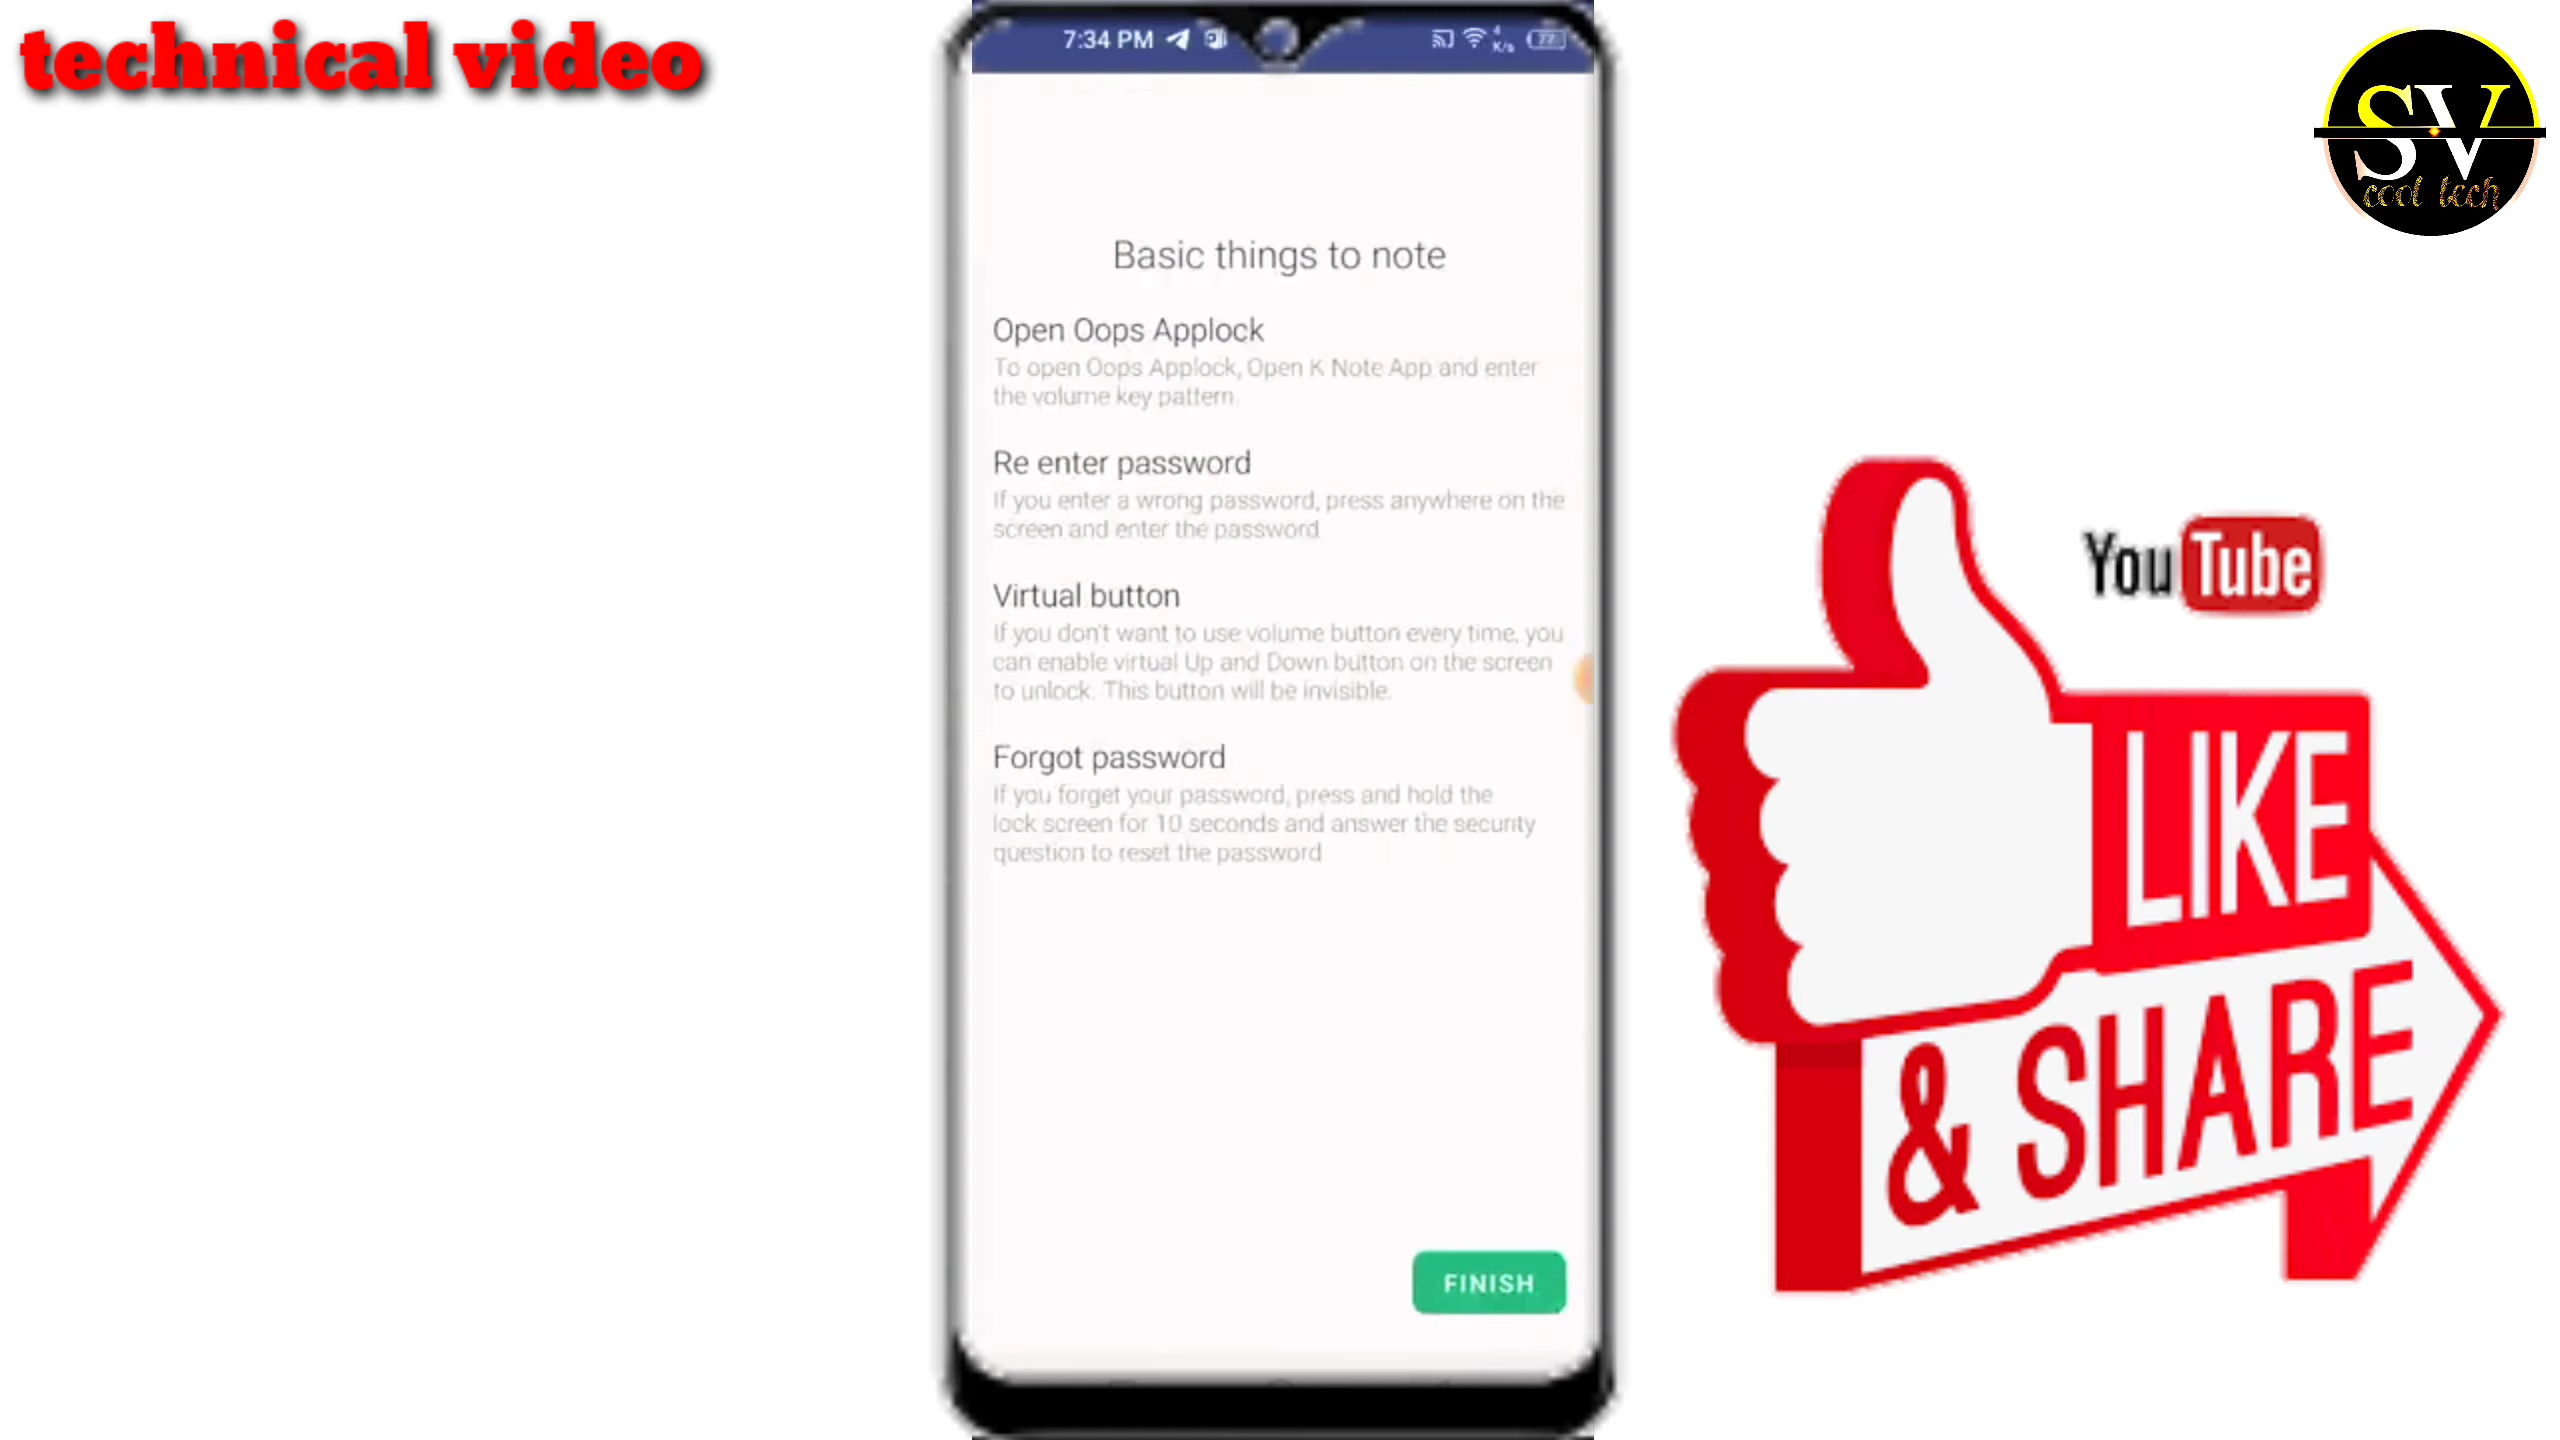 technical video
7:34 PM
4
K/s
77
SV
cool tech
Basic things to note
Open Oops Applock
To open Oops Applock, Open K Note App and enter
the volume key pattern.
Re enter password
If you enter a wrong password, press anywhere on the
screen and enter the password.
Virtual button
If you don't want to use volume button every time, you
can enable virtual Up and Down button on the screen
to unlock. This button will be invisible.
Forgot password
If you forget your password, press and hold the
lock screen for 10 seconds and answer the security
question to reset the password
FINISH
YouTube
LIKE
& SHARE